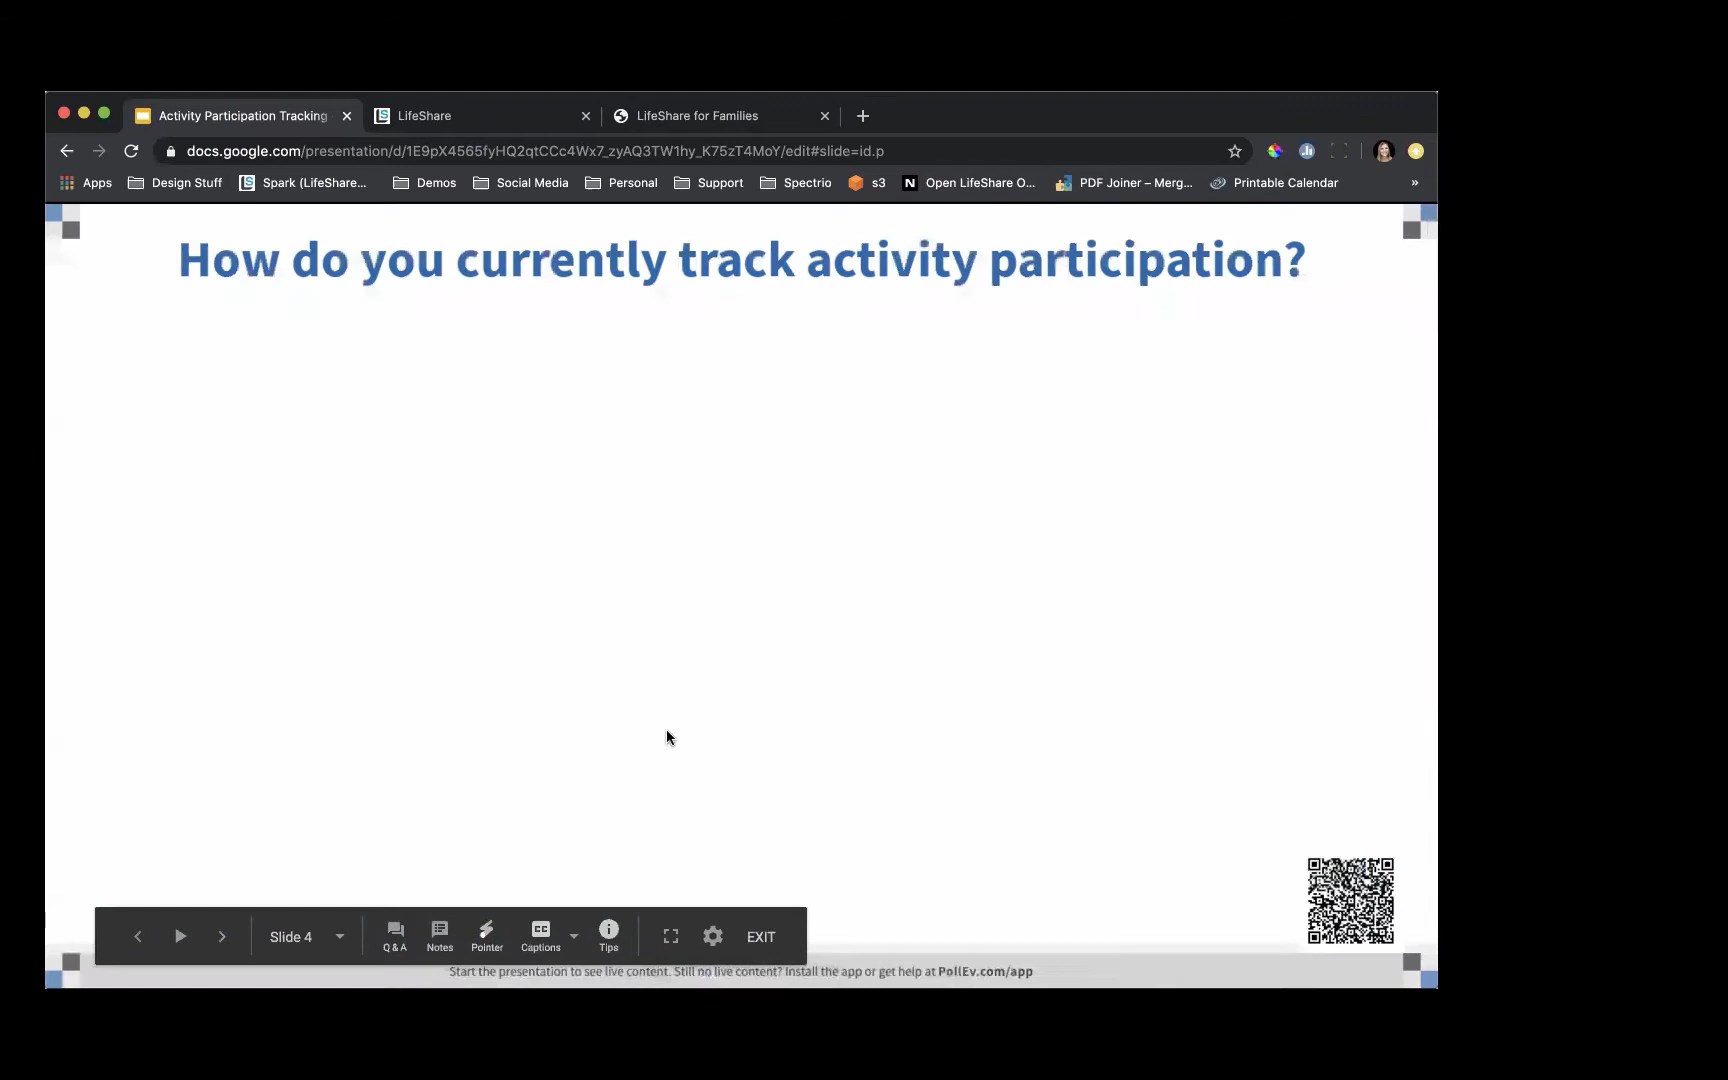 Activity Participation Tracking
LifeShare
LifeShare for Families
docs.google.com/presentation/d/1E9pX4565fyHQ2qtCCc4Wx7_zyAQ3TW1hy_K75zT4MoY/edit#slide=id.p
Apps
Design Stuff
Spark (LifeShare...
Demos
Social Media
Personal
Support
Spectrio
s3
Open LifeShare O...
PDF Joiner – Merg...
Printable Calendar
»
How do you currently track activity participation?
Slide 4
Q & A
Notes
Pointer
Captions
Tips
EXIT
Start the presentation to see live content. Still no live content? Install the app or get help at PollEv.com/app